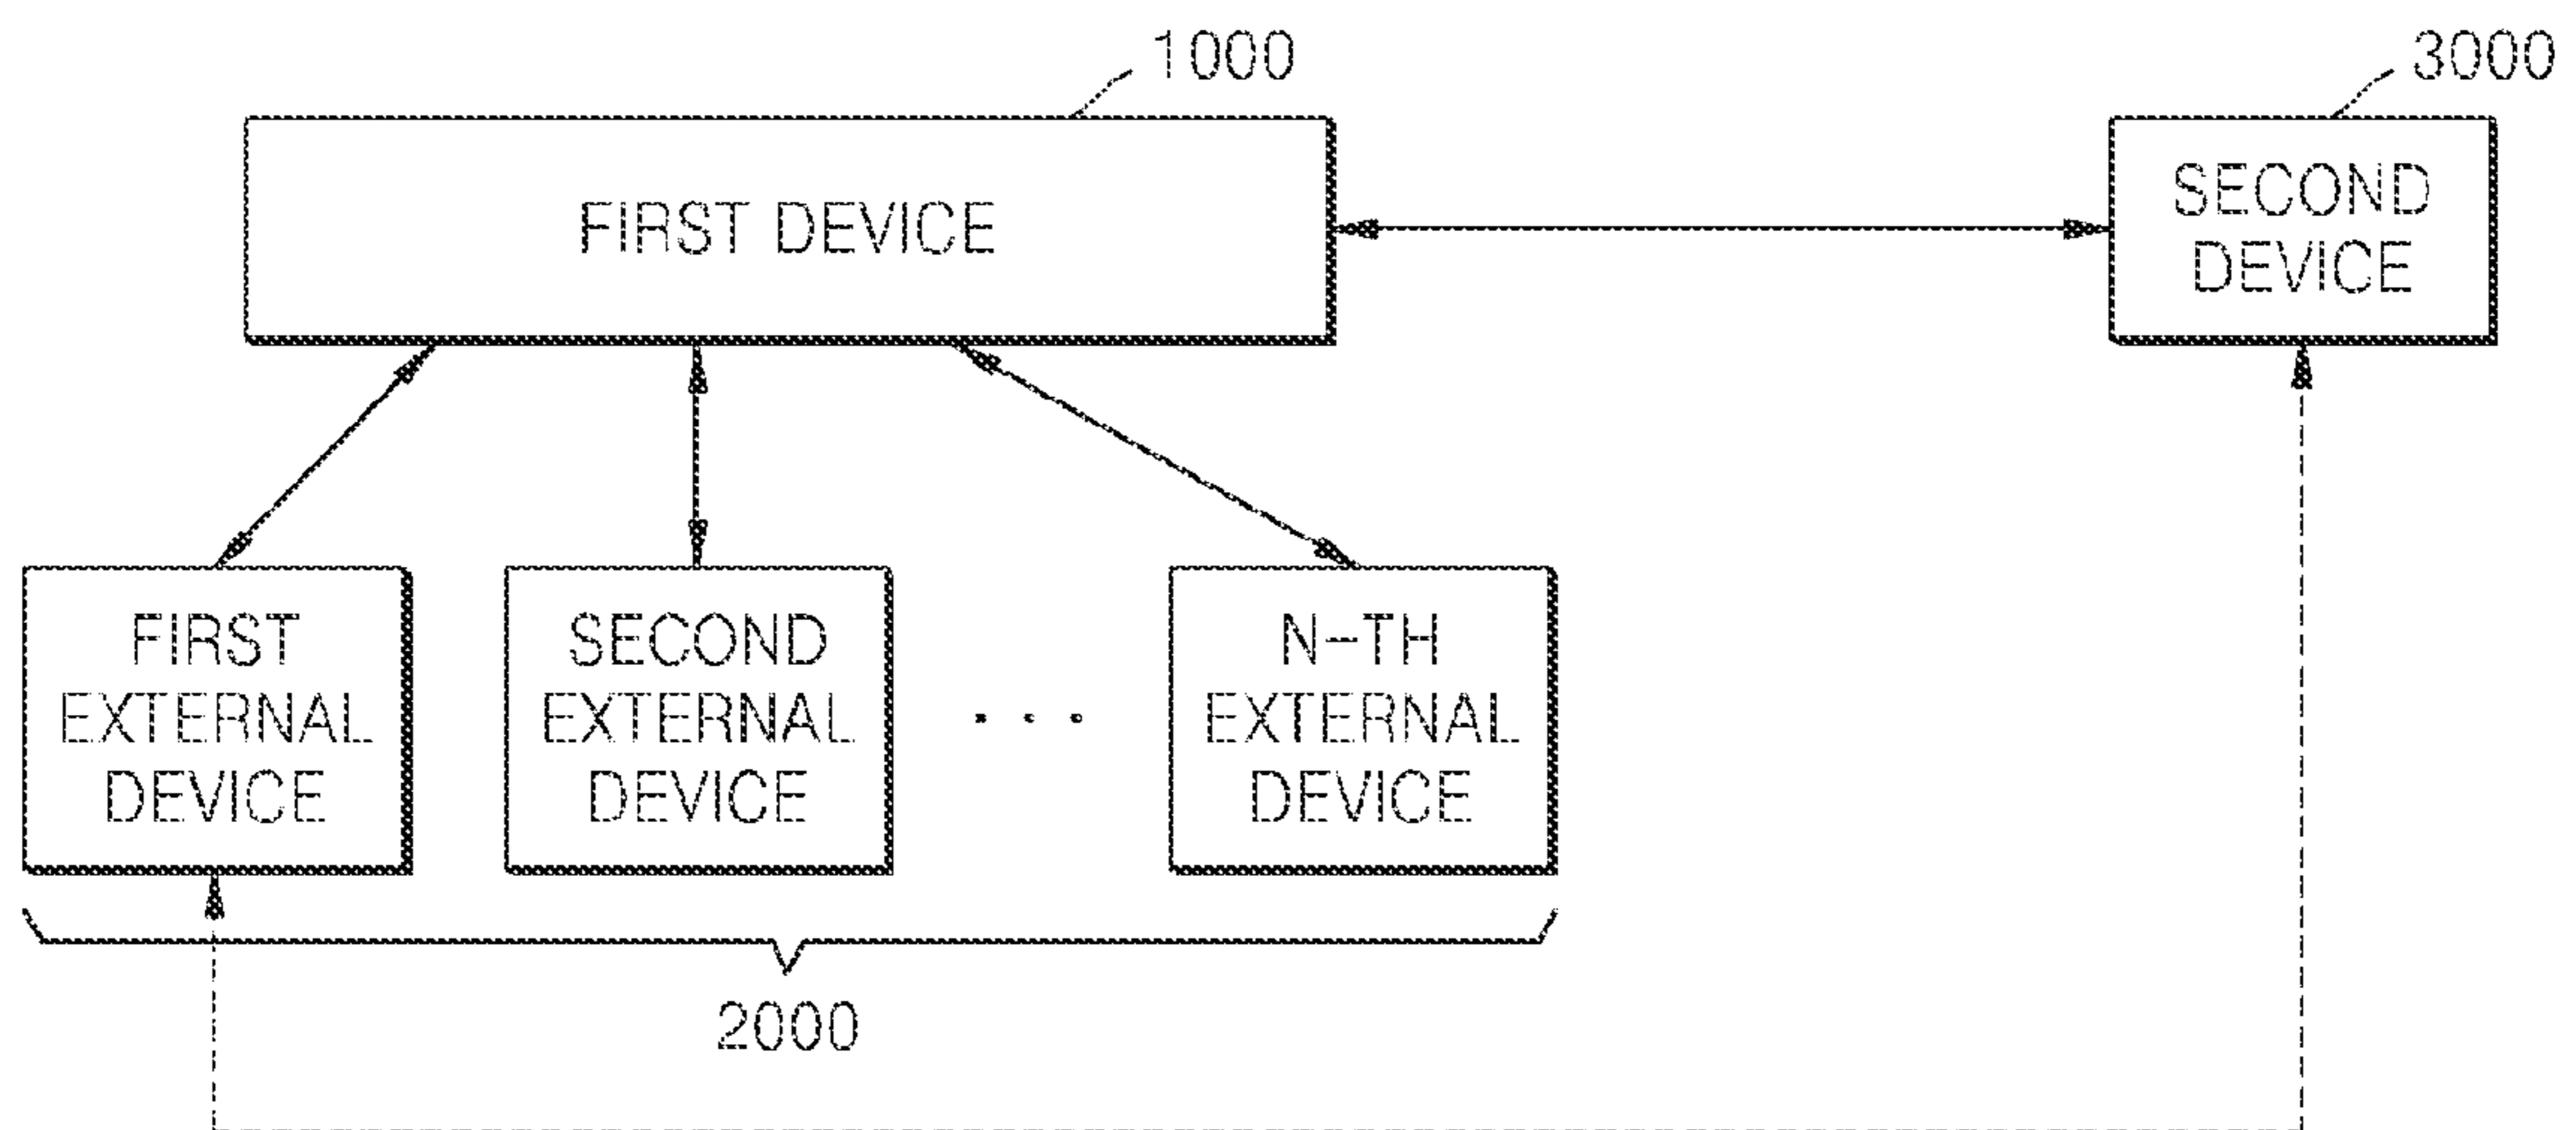 1000
3000
FIRST DEVICE
SECOND
DEVICE
FIRST
EXTERNAL
DEVICE
SECOND
EXTERNAL
DEVICE
. . .
N-TH
EXTERNAL
DEVICE
2000